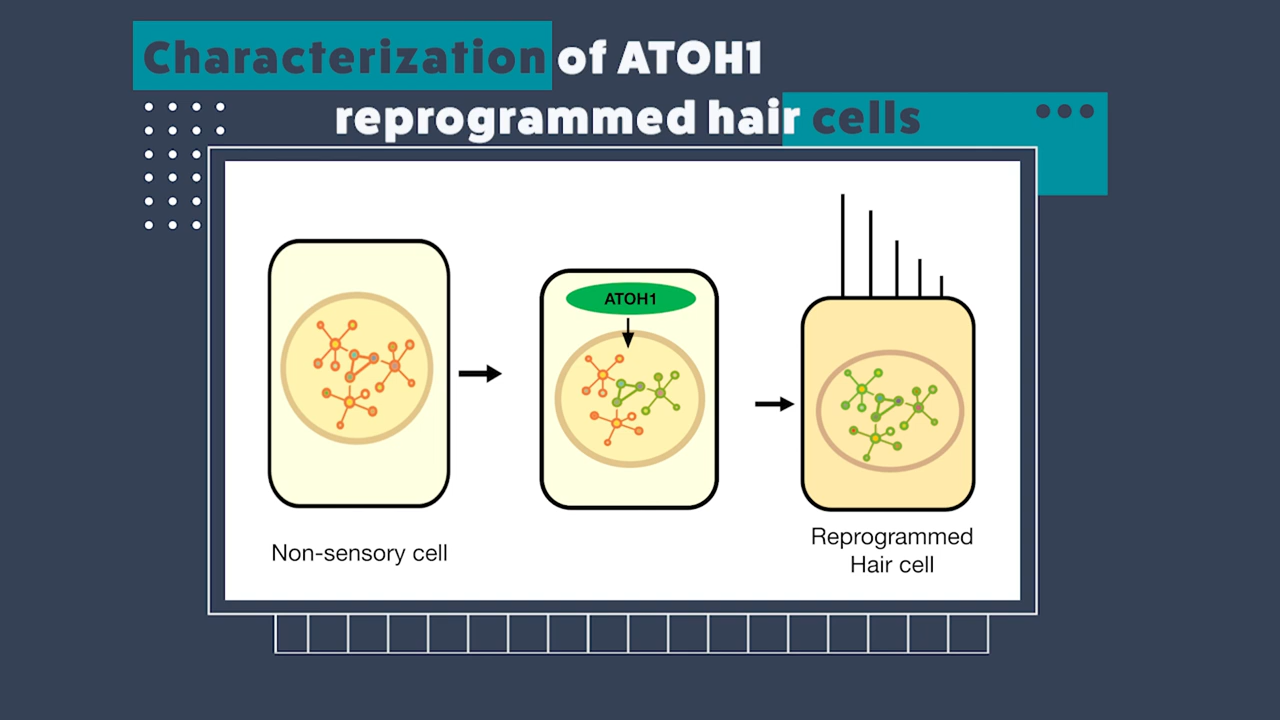 Characterization of ATOH1
reprogrammed hair cells
ATOH1
Non-sensory cell
Reprogrammed
Hair cell